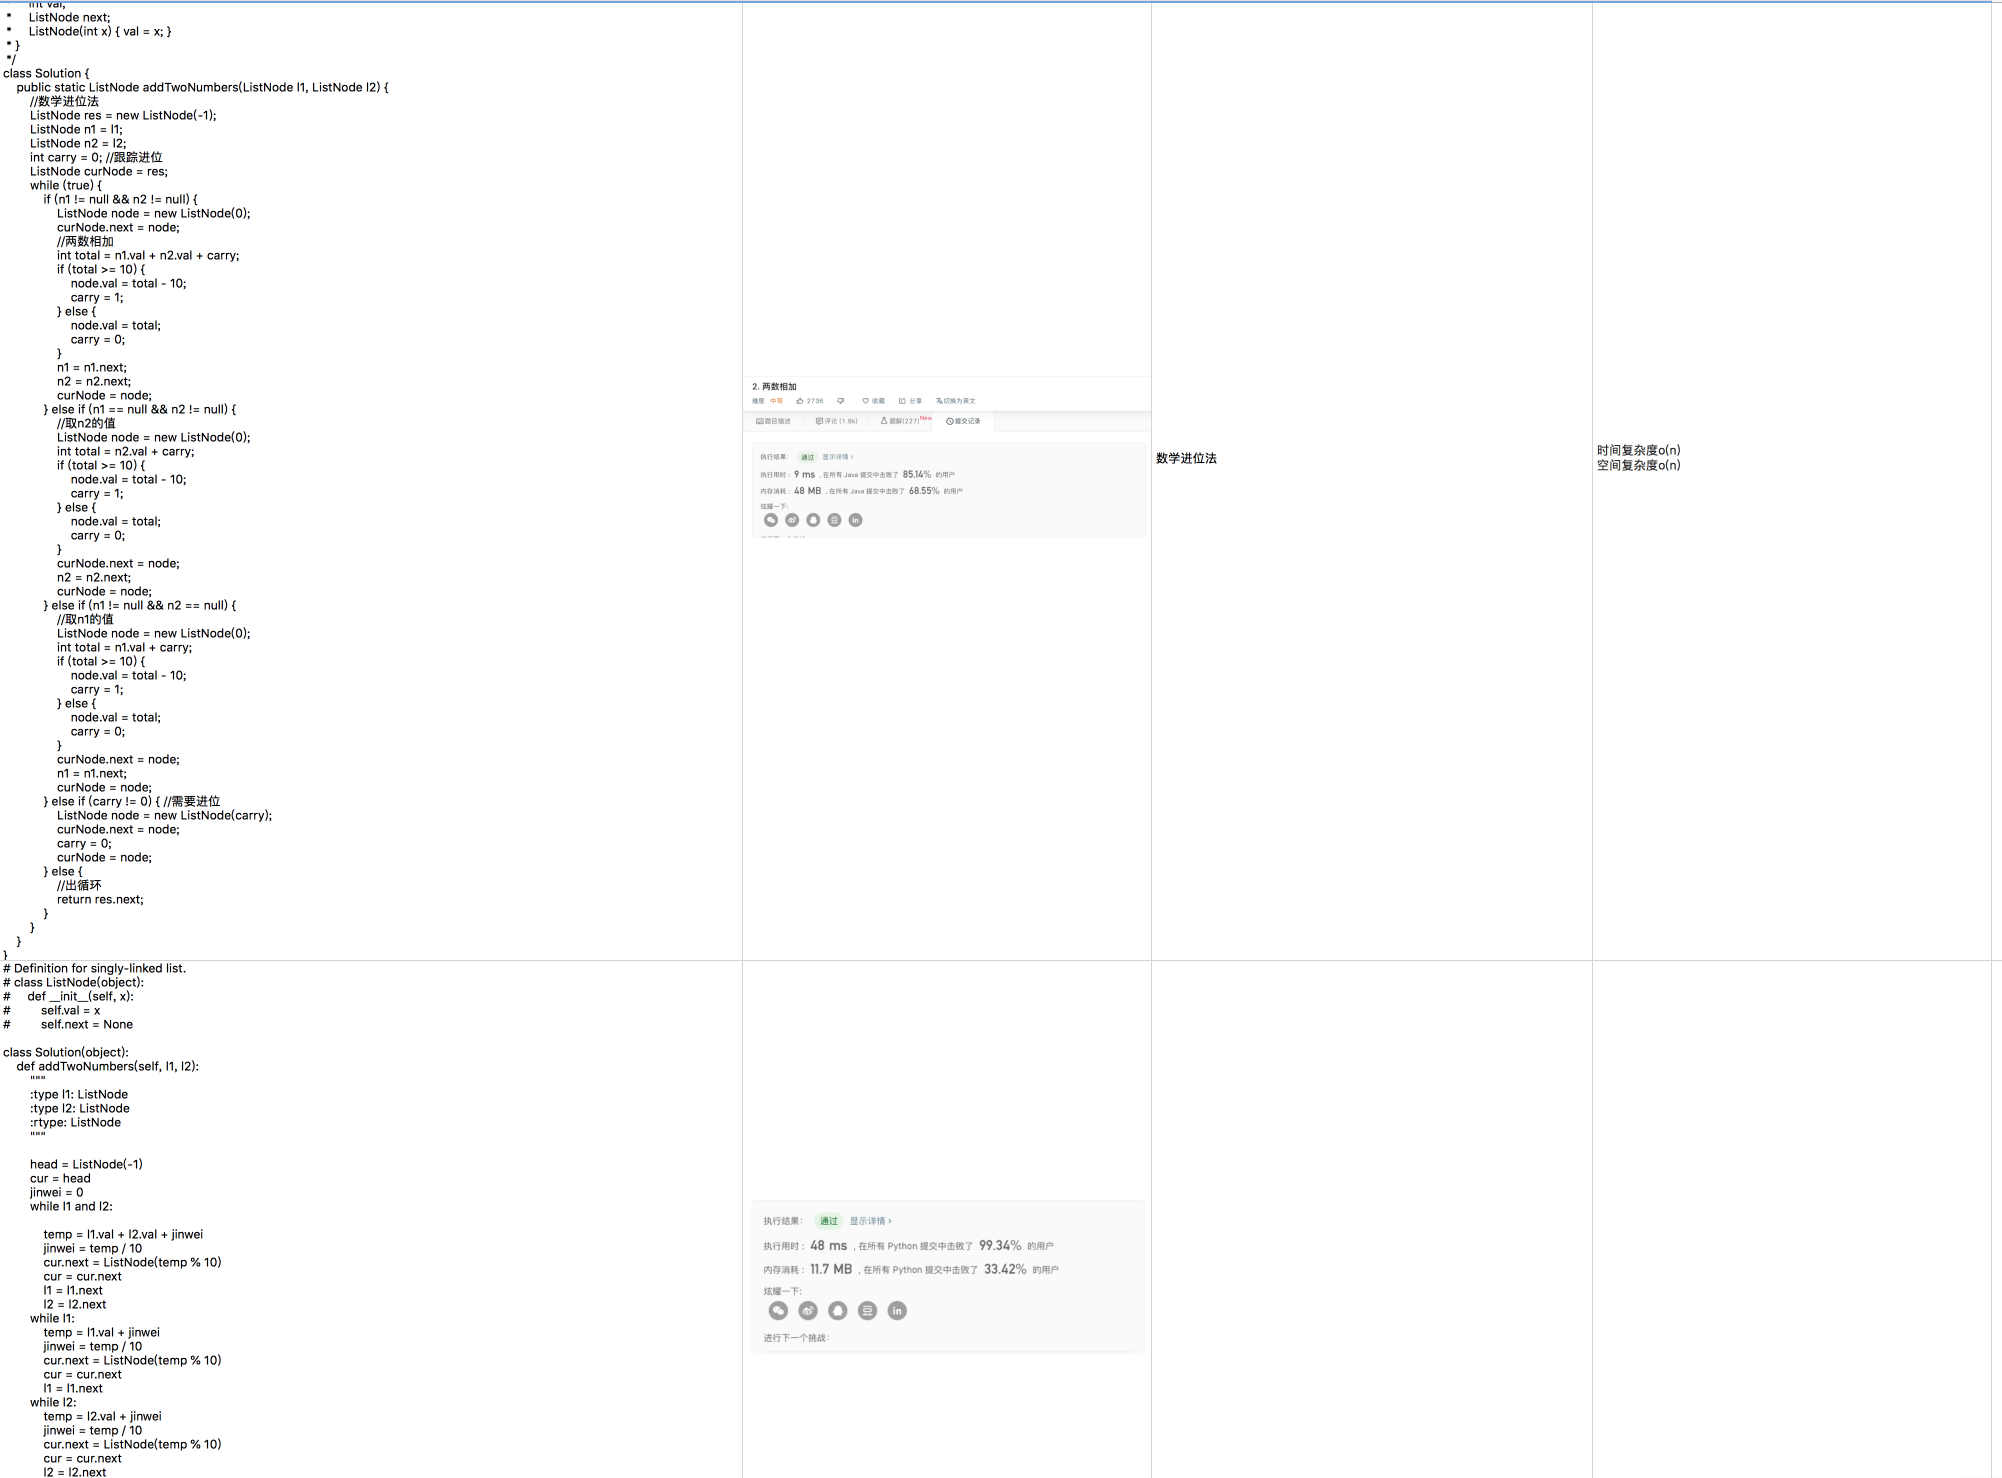 *     ListNode next;
*     ListNode(int x) { val = x; }
* }
*/
class Solution {
    public static ListNode addTwoNumbers(ListNode l1, ListNode l2) {
        //数学进位法
        ListNode res = new ListNode(-1);
        ListNode n1 = l1;
        ListNode n2 = l2;
        int carry = 0; //跟踪进位
        ListNode curNode = res;
        while (true) {
            if (n1 != null && n2 != null) {
                ListNode node = new ListNode(0);
                curNode.next = node;
                //两数相加
                int total = n1.val + n2.val + carry;
                if (total >= 10) {
                    node.val = total - 10;
                    carry = 1;
                } else {
                    node.val = total;
                    carry = 0;
                }
                n1 = n1.next;
                n2 = n2.next;
                curNode = node;
            } else if (n1 == null && n2 != null) {
                //取n2的值
                ListNode node = new ListNode(0);
                int total = n2.val + carry;
                if (total >= 10) {
                    node.val = total - 10;
                    carry = 1;
                } else {
                    node.val = total;
                    carry = 0;
                }
                curNode.next = node;
                n2 = n2.next;
                curNode = node;
            } else if (n1 != null && n2 == null) {
                //取n1的值
                ListNode node = new ListNode(0);
                int total = n1.val + carry;
                if (total >= 10) {
                    node.val = total - 10;
                    carry = 1;
                } else {
                    node.val = total;
                    carry = 0;
                }
                curNode.next = node;
                n1 = n1.next;
                curNode = node;
            } else if (carry != 0) { //需要进位
                ListNode node = new ListNode(carry);
                curNode.next = node;
                carry = 0;
                curNode = node;
            } else {
                //出循环
                return res.next;
            }
        }
    }
}
2. 两数相加
难度 中等 2736 收藏 分享 切换为英文
题目描述 评论 (1.8k) 题解(227) New 提交记录
执行结果： 通过 显示详情 ›
执行用时 : 9 ms , 在所有 Java 提交中击败了 85.14% 的用户
内存消耗 : 48 MB , 在所有 Java 提交中击败了 68.55% 的用户
炫耀一下:
in
数学进位法
时间复杂度o(n)
空间复杂度o(n)
# Definition for singly-linked list.
# class ListNode(object):
#     def __init__(self, x):
#         self.val = x
#         self.next = None
class Solution(object):
    def addTwoNumbers(self, l1, l2):
        """
        :type l1: ListNode
        :type l2: ListNode
        :rtype: ListNode
        """
        head = ListNode(-1)
        cur = head
        jinwei = 0
        while l1 and l2:
            temp = l1.val + l2.val + jinwei
            jinwei = temp / 10
            cur.next = ListNode(temp % 10)
            cur = cur.next
            l1 = l1.next
            l2 = l2.next
        while l1:
            temp = l1.val + jinwei
            jinwei = temp / 10
            cur.next = ListNode(temp % 10)
            cur = cur.next
            l1 = l1.next
        while l2:
            temp = l2.val + jinwei
            jinwei = temp / 10
            cur.next = ListNode(temp % 10)
            cur = cur.next
            l2 = l2.next
执行结果： 通过 显示详情 ›
执行用时 : 48 ms , 在所有 Python 提交中击败了 99.34% 的用户
内存消耗 : 11.7 MB , 在所有 Python 提交中击败了 33.42% 的用户
炫耀一下:
豆 in
进行下一个挑战: